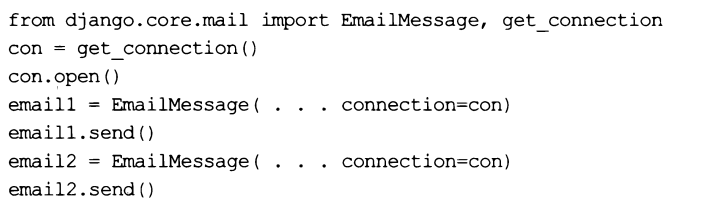 from django.core.mail import EmailMessage, get_connection
con = get_connection()
con.open()
email1 = EmailMessage( . . . connection=con)
email1.send()
email2 = EmailMessage( . . . connection=con)
email2.send()